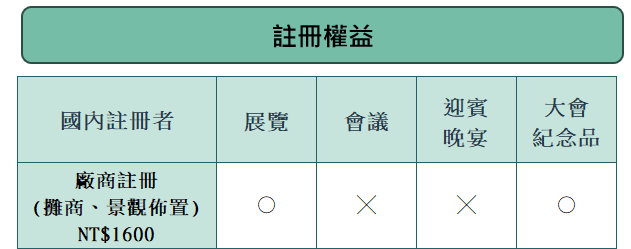 註冊權益
國內註冊者
展覽
會議
迎賓
晚宴
大會
紀念品
廠商註冊
(攤商、景觀佈置)
NT$1600
○
╳
╳
○